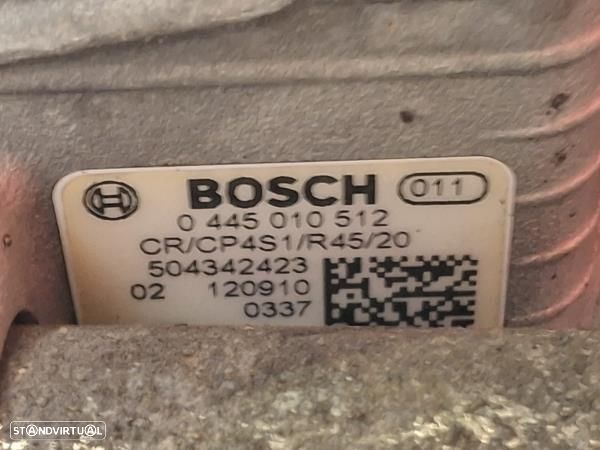 BOSCH 011
0 445 010 512
CR/CP4S1/R45/20
504342423
02 120910
0337
STANDVIRTUAL